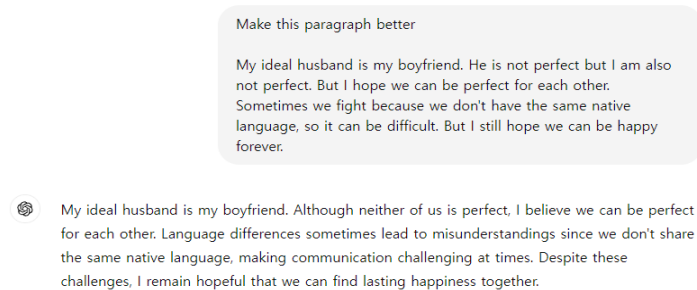 Make this paragraph better
My ideal husband is my boyfriend. He is not perfect but I am also
not perfect. But I hope we can be perfect for each other.
Sometimes we fight because we don't have the same native
language, so it can be difficult. But I still hope we can be happy
forever.
My ideal husband is my boyfriend. Although neither of us is perfect, I believe we can be perfect
for each other. Language differences sometimes lead to misunderstandings since we don't share
the same native language, making communication challenging at times. Despite these
challenges, I remain hopeful that we can find lasting happiness together.